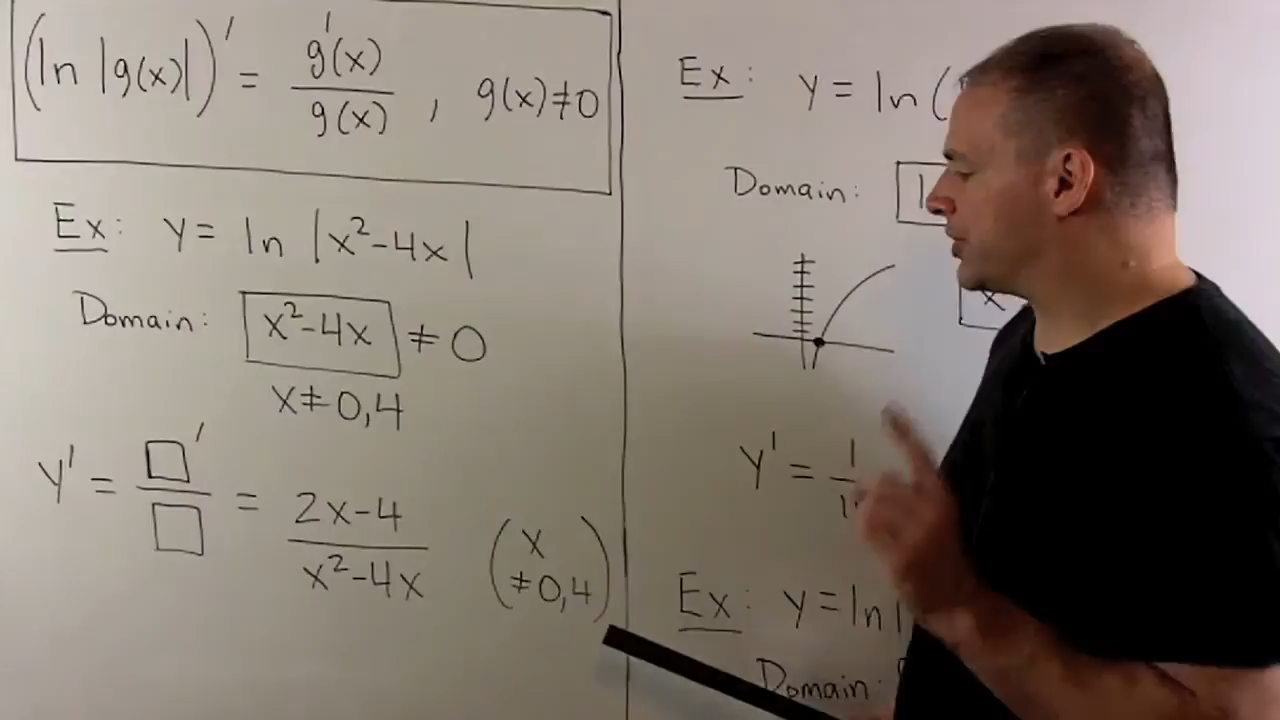 (ln |g(x)|)' = g'(x)/g(x) , g(x)≠0
Ex: y = ln |x²-4x|
Domain: x²-4x ≠ 0
x≠0,4
y' = □'/□ = 2x-4/x²-4x (x ≠0,4)
Ex: y = ln (
Domain:
x
y' = 1
Ex: y = ln |
Domain: